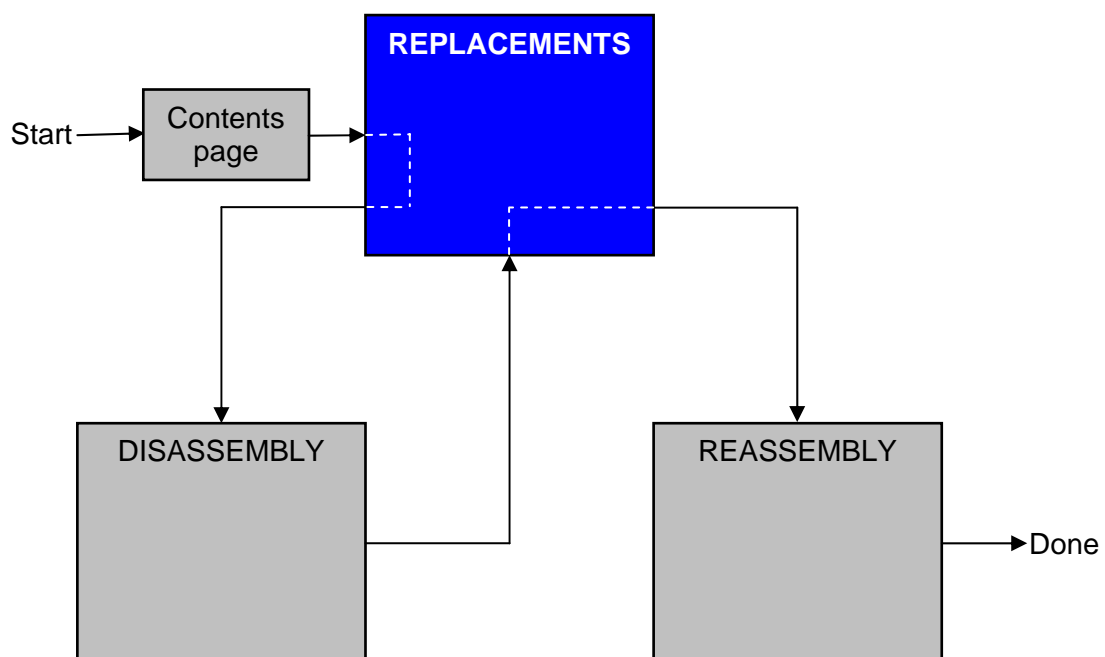 REPLACEMENTS
Start
Contents
page
DISASSEMBLY
REASSEMBLY
Done